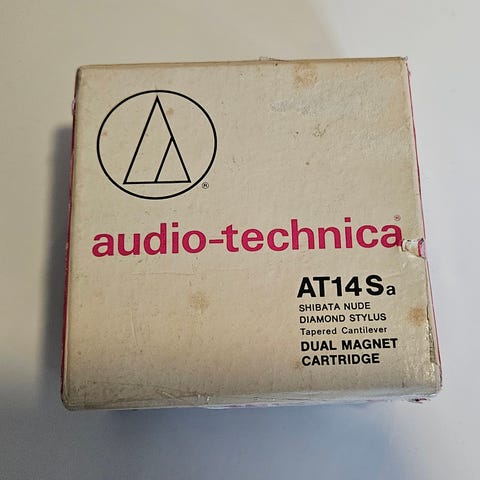 ®
audio-technica®
AT14Sa
SHIBATA NUDE
DIAMOND STYLUS
Tapered Cantilever
DUAL MAGNET
CARTRIDGE